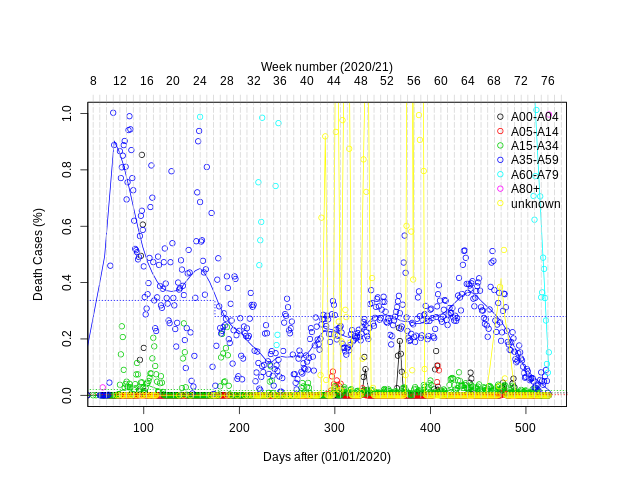 Week number (2020/21)
8 12 16 20 24 28 32 36 40 44 48 52 56 60 64 68 72 76
1.0
0.8
0.6
0.4
0.2
0.0
Death Cases (%)
A00-A04
A05-A14
A15-A34
A35-A59
A60-A79
A80+
unknown
100 200 300 400 500
Days after (01/01/2020)